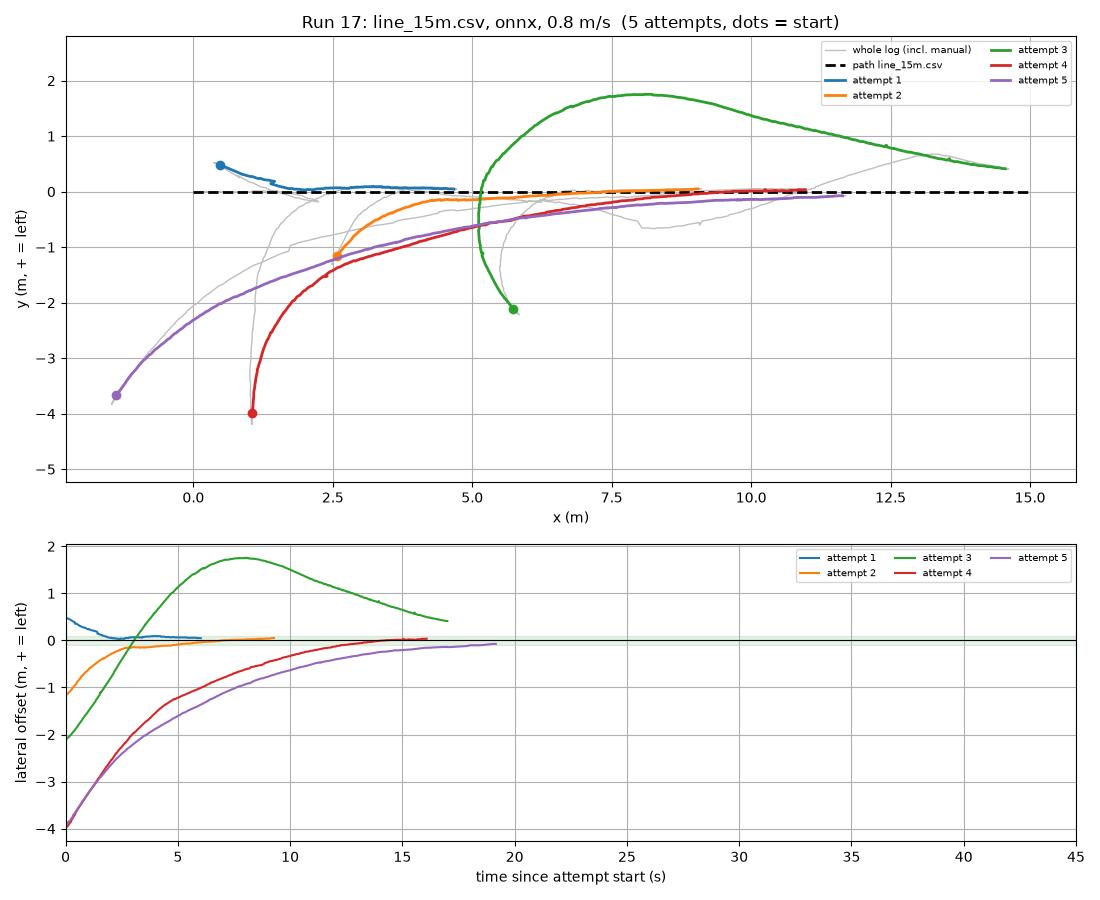 Run 17: line_15m.csv, onnx, 0.8 m/s  (5 attempts, dots = start)
whole log (incl. manual)
path line_15m.csv
attempt 1
attempt 2
attempt 3
attempt 4
attempt 5
y (m, + = left)
2
1
0
−1
−2
−3
−4
−5
0.0 2.5 5.0 7.5 10.0 12.5 15.0
x (m)
attempt 1
attempt 2
attempt 3
attempt 4
attempt 5
lateral offset (m, + = left)
2
1
0
−1
−2
−3
−4
0 5 10 15 20 25 30 35 40 45
time since attempt start (s)